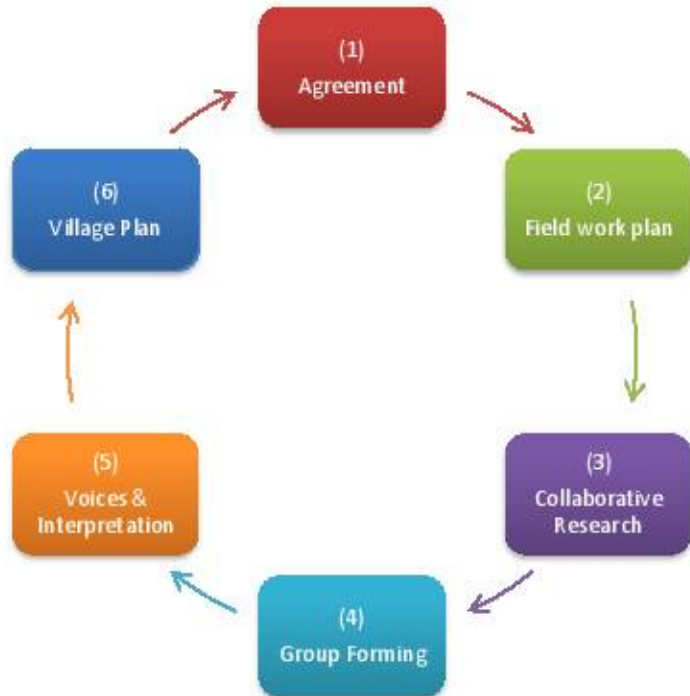 (1)
Agreement
(2)
Field work plan
(3)
Collaborative
Research
(4)
Group Forming
(5)
Voices &
Interpretation
(6)
Village Plan